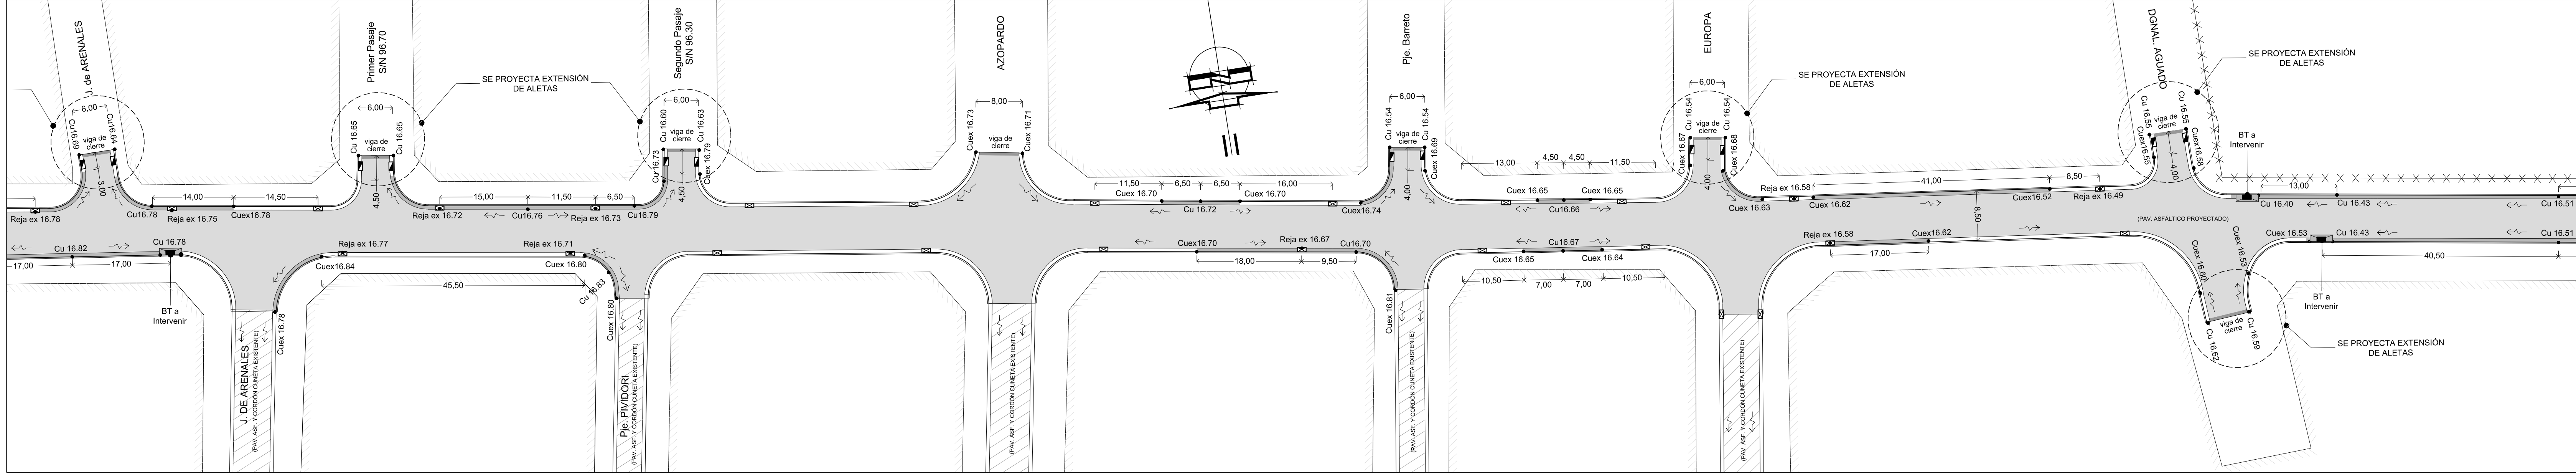 J. de ARENALES
Primer Pasaje
S/N 96.70
Segundo Pasaje
S/N 96.30
AZOPARDO
Pje. Barreto
EUROPA
DGNAL. AGUADO
SE PROYECTA EXTENSIÓN
DE ALETAS
SE PROYECTA EXTENSIÓN
DE ALETAS
SE PROYECTA EXTENSIÓN
DE ALETAS
6,00
Cu16.69
Cu16.64
viga de
cierre
3,00
6,00
Cu 16.65
Cu 16.65
viga de
cierre
4,50
6,00
Cu 16.60
Cu 16.63
viga de
cierre
Cu 16.73
Cuex 16.79
4,50
8,00
Cuex 16.73
Cuex 16.71
viga de
cierre
6,00
Cu 16.54
Cu 16.54
viga de
cierre
Cuex 16.69
4,00
6,00
Cu 16.54
Cu 16.54
viga de
cierre
Cuex 16.67
Cuex 16.68
4,00
Cu 16.55
Cu 16.55
viga de
cierre
Cuex16.55
Cuex16.58
4,00
BT a
Intervenir
Reja ex 16.78
Cu16.78
14,00
14,50
Reja ex 16.75
Cuex16.78
15,00
11,50
6,50
Reja ex 16.72
Cu16.76
Reja ex 16.73
Cu16.79
11,50
6,50
6,50
16,00
Cuex 16.70
Cuex 16.70
Cu 16.72
Cuex16.74
13,00
4,50
4,50
11,50
Cuex 16.65
Cuex 16.65
Cu16.66
Cuex 16.63
Reja ex 16.58
Cuex 16.62
41,00
8,50
Cuex16.52
Reja ex 16.49
8,50
13,00
Cu 16.40
Cu 16.43
Cu 16.51
(PAV. ASFÁLTICO PROYECTADO)
Cu 16.82
Cu 16.78
17,00
17,00
BT a
Intervenir
Reja ex 16.77
Cuex16.84
45,50
Reja ex 16.71
Cuex 16.80
Cu 16.83
Cuex 16.78
Cuex 16.80
Cuex16.70
Reja ex 16.67
Cu16.70
18,00
9,50
Cuex 16.81
Cu16.67
Cuex 16.65
Cuex 16.64
10,50
7,00
7,00
10,50
Reja ex 16.58
Cuex16.62
17,00
Cuex 16.60
Cuex 16.53
Cuex 16.53
Cu 16.43
Cu 16.51
40,50
BT a
Intervenir
viga de
cierre
Cu 16.62
Cu 16.59
SE PROYECTA EXTENSIÓN
DE ALETAS
J. DE ARENALES
(PAV. ASF. Y CORDÓN CUNETA EXISTENTE)
Pje. PIVIDORI
(PAV. ASF. Y CORDÓN CUNETA EXISTENTE)
(PAV. ASF. Y CORDÓN CUNETA EXISTENTE)
(PAV. ASF. Y CORDÓN CUNETA EXISTENTE)
(PAV. ASF. Y CORDÓN CUNETA EXISTENTE)